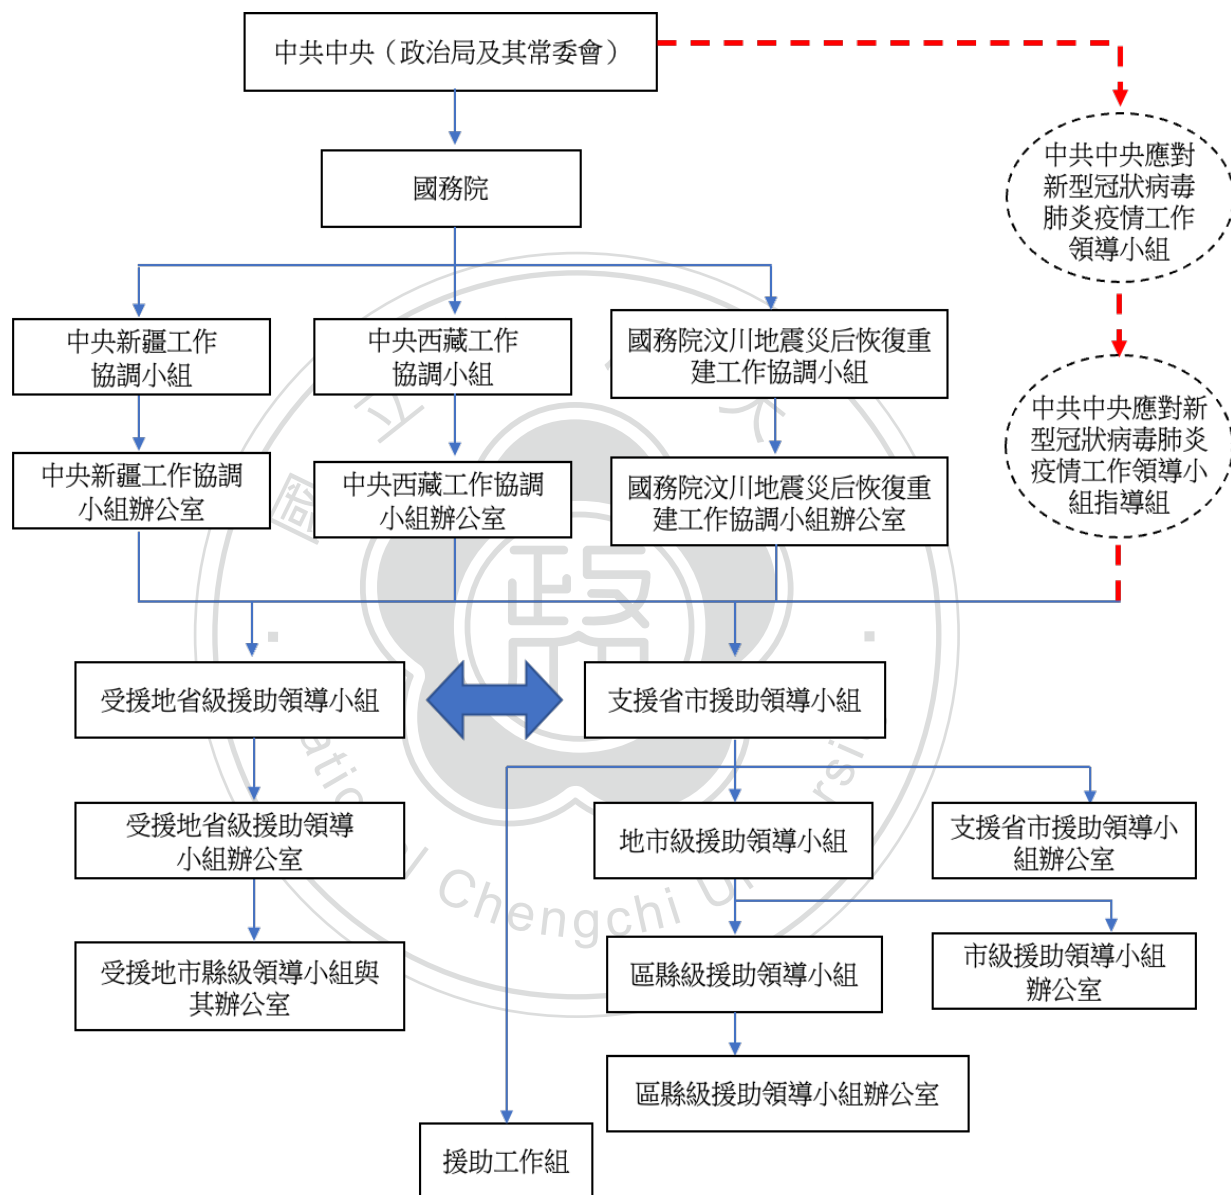 中共中央（政治局及其常委會）
國務院
中共中央應對
新型冠狀病毒
肺炎疫情工作
領導小組
中央新疆工作
協調小組
中央西藏工作
協調小組
國務院汶川地震災后恢復重
建工作協調小組
中共中央應對新
型冠狀病毒肺炎
疫情工作領導小
組指導組
中央新疆工作協調
小組辦公室
中央西藏工作協調
小組辦公室
國務院汶川地震災后恢復重
建工作協調小組辦公室
受援地省級援助領導小組
支援省市援助領導小組
受援地省級援助領導
小組辦公室
地市級援助領導小組
支援省市援助領導小
組辦公室
受援地市縣級領導小組與
其辦公室
區縣級援助領導小組
市級援助領導小組
辦公室
區縣級援助領導小組辦公室
援助工作組
國立
政
Chengchi